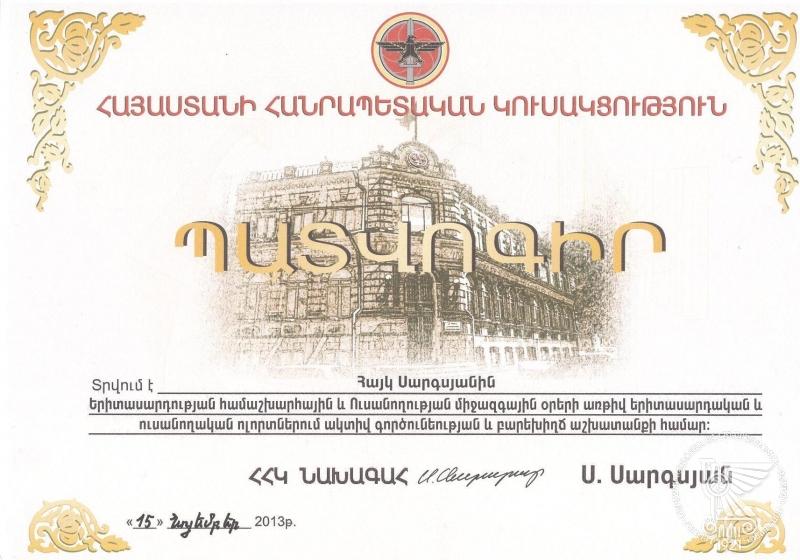 ՀԱՅԱՍՏԱՆԻ ՀԱՆՐԱՊԵՏԱԿԱՆ ԿՈՒՍԱԿՑՈՒԹՅՈՒՆ
ՊԱՏՎՈԳԻՐ
Տրվում է Հայկ Սարգսյանին
Երիտասարդության համաշխարհային և Ուսանողության միջազգային օրերի առթիվ երիտասարդական և
ուսանողական ոլորտներում ակտիվ գործունեության և բարեխիղճ աշխատանքի համար:
ՀՀԿ ՆԱԽԱԳԱՀ Ս. Սարգսյան
«15» Նոյեմբեր 2013թ.
1921